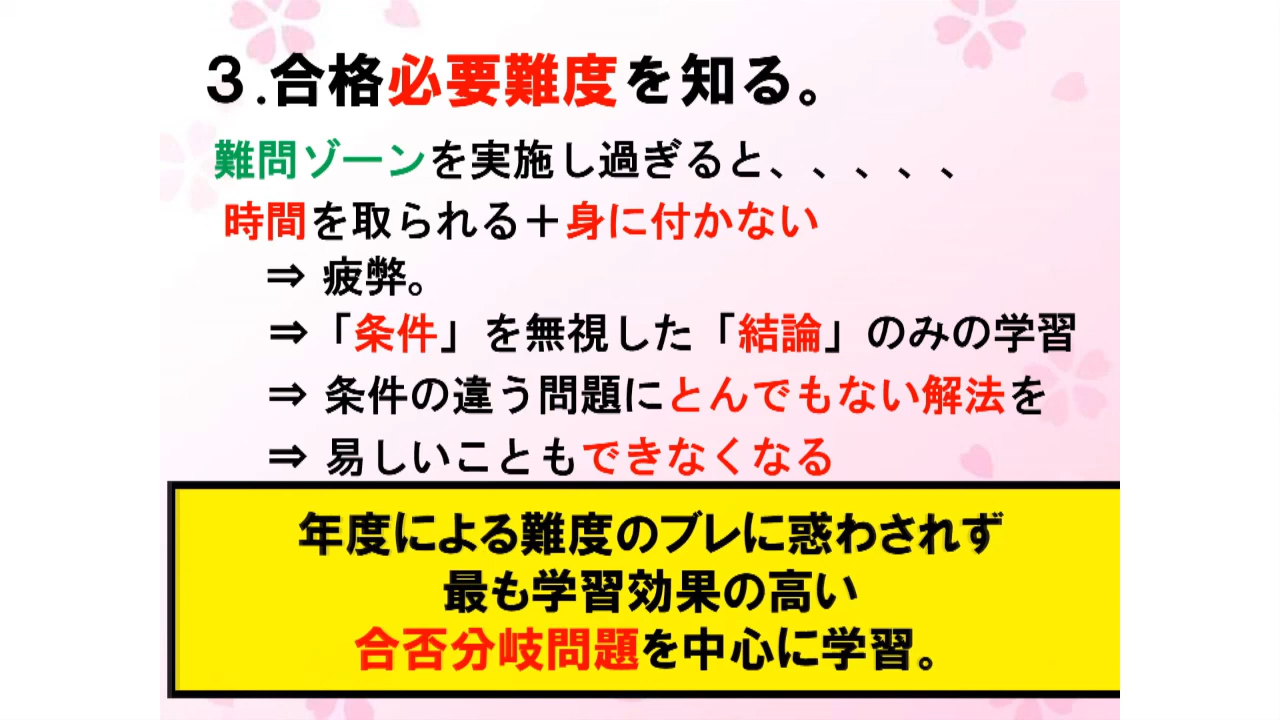 ３.合格必要難度を知る。
難問ゾーンを実施し過ぎると、、、、、
時間を取られる＋身に付かない
⇒ 疲弊。
⇒「条件」を無視した「結論」のみの学習
⇒ 条件の違う問題にとんでもない解法を
⇒ 易しいこともできなくなる
年度による難度のブレに惑わされず
最も学習効果の高い
合否分岐問題を中心に学習。